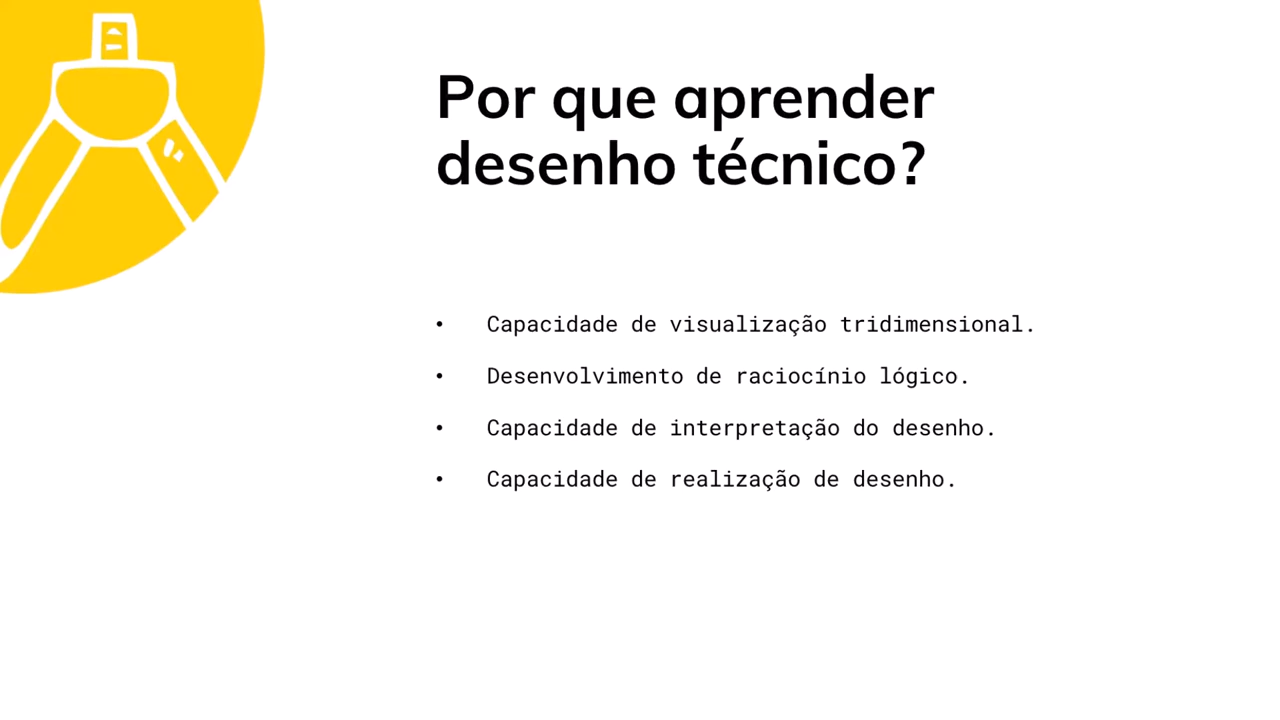 Por que aprender
desenho técnico?
• Capacidade de visualização tridimensional.
• Desenvolvimento de raciocínio lógico.
• Capacidade de interpretação do desenho.
• Capacidade de realização de desenho.